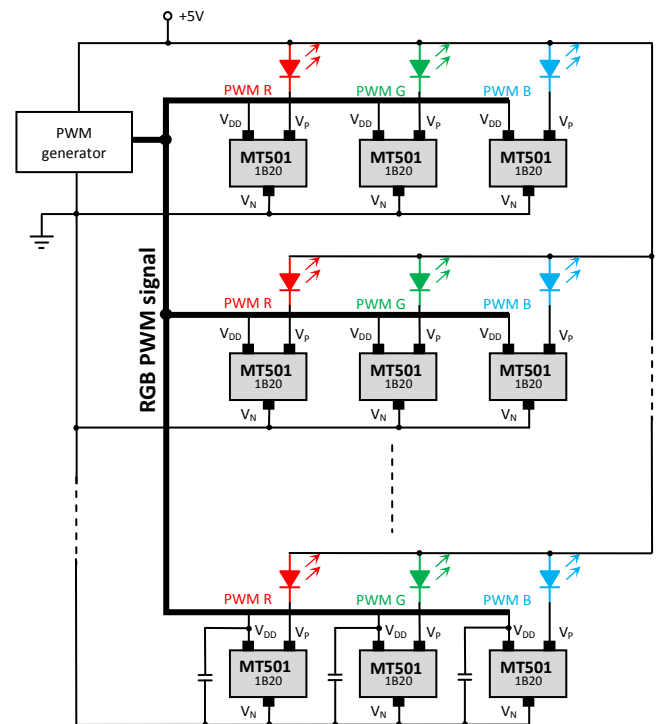 +5V
PWM R
PWM G
PWM B
PWM
generator
VDD
VP
VDD
VP
VDD
VP
MT501
1B20
MT501
1B20
MT501
1B20
VN
VN
VN
RGB PWM signal
PWM R
PWM G
PWM B
VDD
VP
VDD
VP
VDD
VP
MT501
1B20
MT501
1B20
MT501
1B20
VN
VN
VN
PWM R
PWM G
PWM B
VDD
VP
VDD
VP
VDD
VP
MT501
1B20
MT501
1B20
MT501
1B20
VN
VN
VN